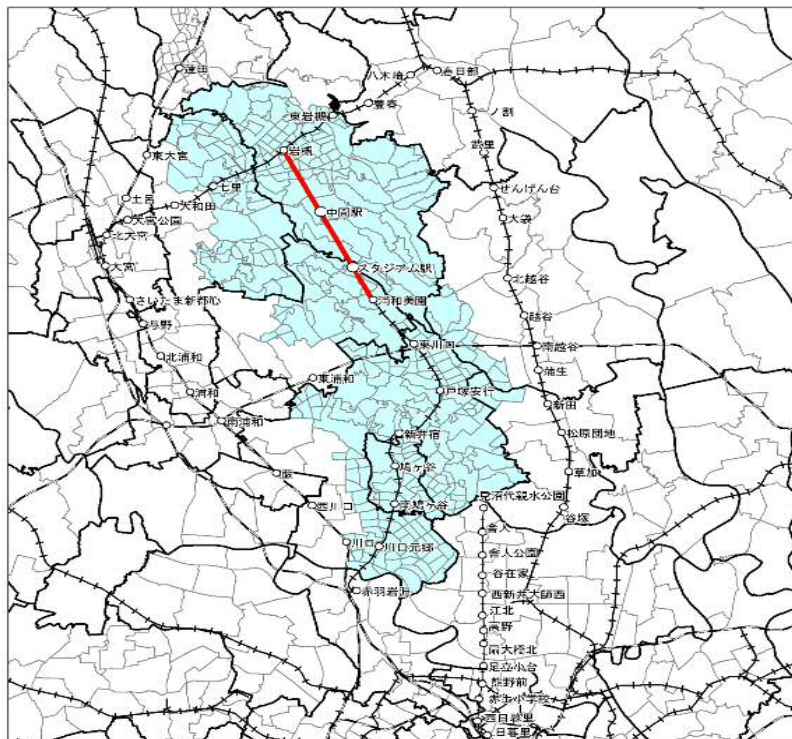 蓮田
八木崎
春日部
豊春
東岩槻
一ノ割
岩槻
武里
東大宮
七里
せんげん台
土呂
大和田
中間駅
大宮公園
大袋
北大宮
大宮
スタジアム駅
北越谷
さいたま新都心
浦和美園
越谷
与野
東川口
南越谷
北浦和
蒲生
東浦和
浦和
戸塚安行
新田
南浦和
新井宿
松原団地
鳩ヶ谷
蕨
草加
見沼代親水公園
西川口
南鳩ヶ谷
谷塚
舎人
川口
川口元郷
舎人公園
谷在家
赤羽岩淵
西新井大師西
江北
高野
扇大橋北
足立小台
熊野前
赤土小学校
西日暮里
日暮里